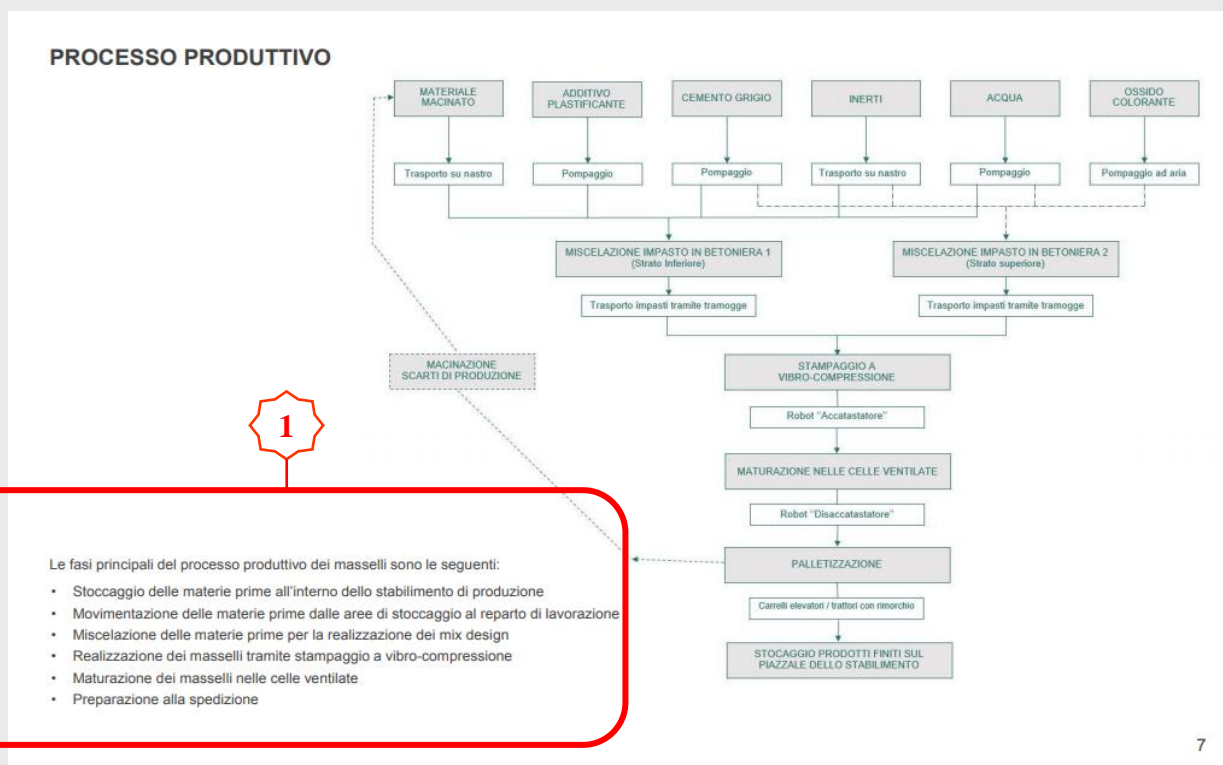 PROCESSO PRODUTTIVO
MATERIALE
MACINATO
ADDITIVO
PLASTIFICANTE
CEMENTO GRIGIO
INERTI
ACQUA
OSSIDO
COLORANTE
Trasporto su nastro
Pompaggio
Pompaggio
Trasporto su nastro
Pompaggio
Pompaggio ad aria
MISCELAZIONE IMPASTO IN BETONIERA 1
(Strato Inferiore)
MISCELAZIONE IMPASTO IN BETONIERA 2
(Strato superiore)
Trasporto impasti tramite tramogge
Trasporto impasti tramite tramogge
MACINAZIONE
SCARTI DI PRODUZIONE
STAMPAGGIO A
VIBRO-COMPRESSIONE
Robot "Accatastatore"
1
MATURAZIONE NELLE CELLE VENTILATE
Robot "Disaccatastatore"
PALLETIZZAZIONE
Carrelli elevatori / trattori con rimorchio
STOCAGGIO PRODOTTI FINITI SUL
PIAZZALE DELLO STABILIMENTO
Le fasi principali del processo produttivo dei masselli sono le seguenti:
• Stoccaggio delle materie prime all'interno dello stabilimento di produzione
• Movimentazione delle materie prime dalle aree di stoccaggio al reparto di lavorazione
• Miscelazione delle materie prime per la realizzazione dei mix design
• Realizzazione dei masselli tramite stampaggio a vibro-compressione
• Maturazione dei masselli nelle celle ventilate
• Preparazione alla spedizione
7